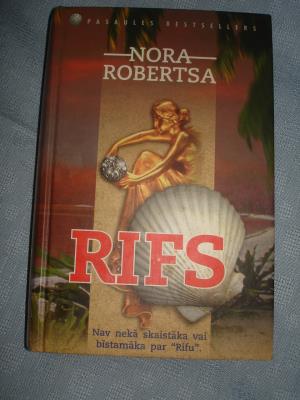 PASAULES BESTSELLERS
NORA
ROBERTSA
RIFS
Nav nekā skaistāka vai
bīstamāka par "Rifu".